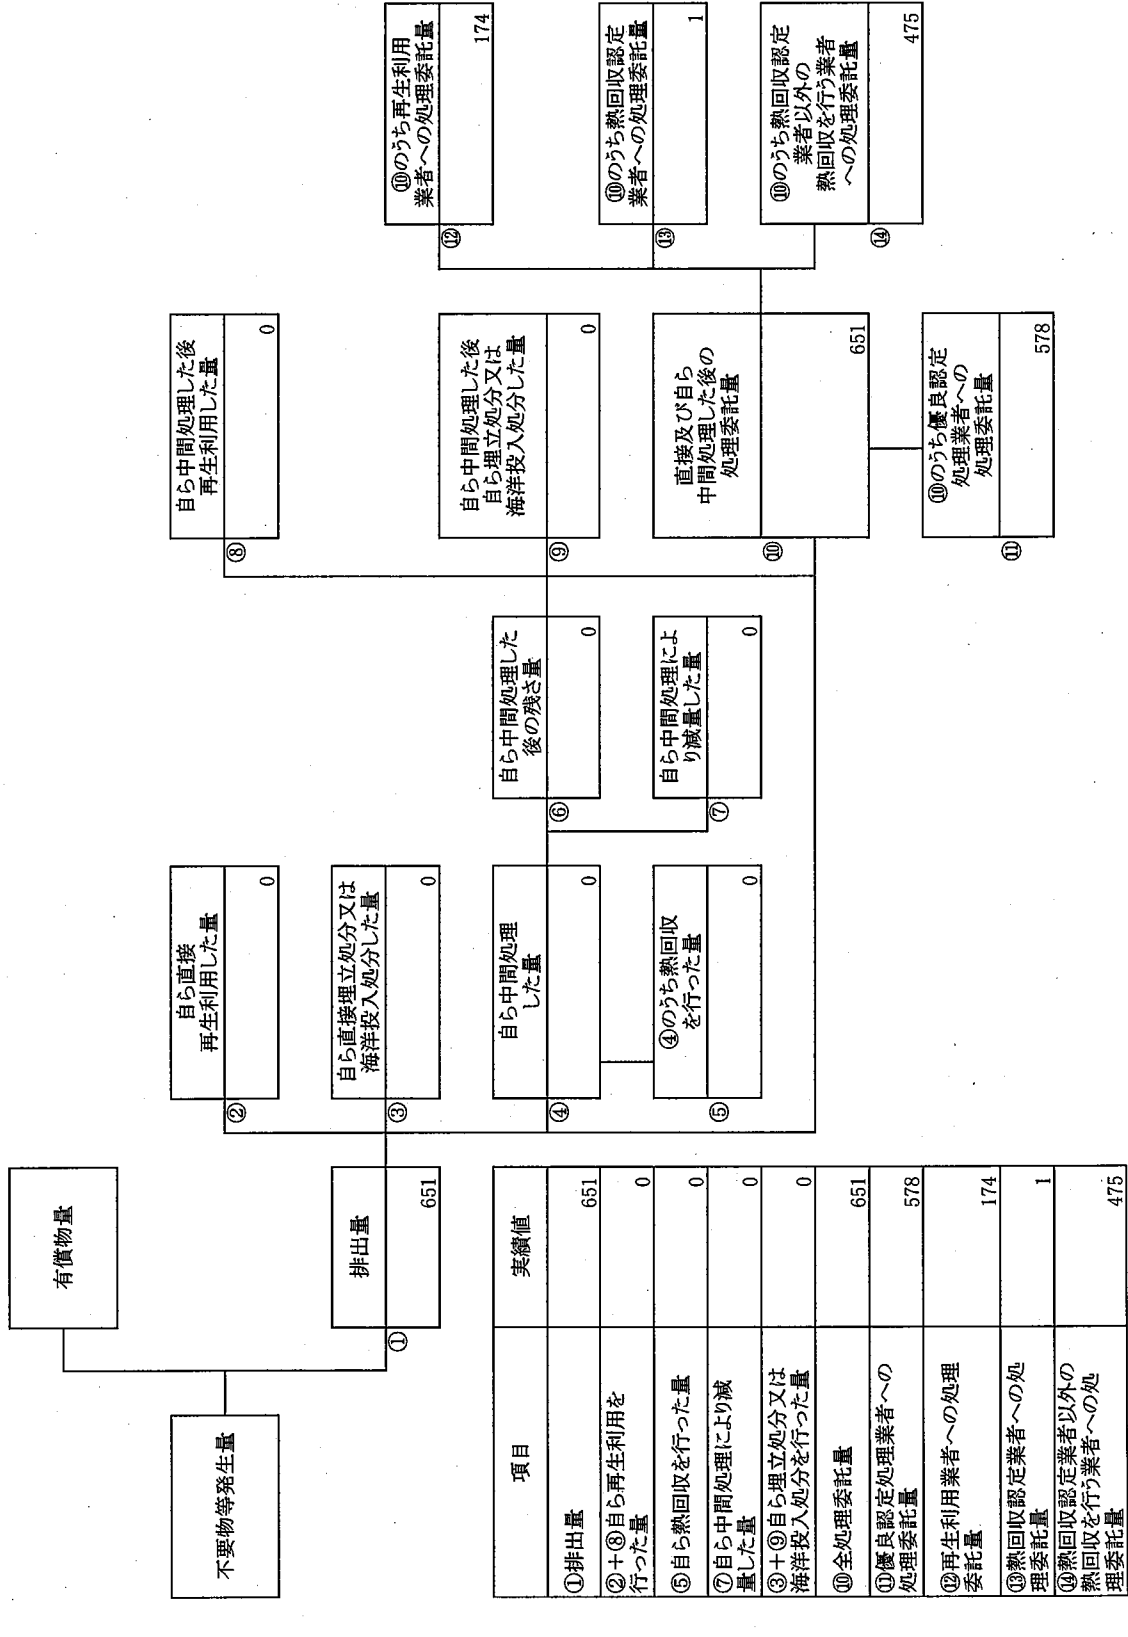 不要物等発生量
有償物量
①
排出量
651
②
自ら直接
再生利用した量
0
③
自ら直接埋立処分又は
海洋投入処分した量
0
④
自ら中間処理
した量
0
⑤
④のうち熱回収
を行った量
0
⑥
自ら中間処理した
後の残さ量
0
⑦
自ら中間処理によ
り減量した量
0
⑧
自ら中間処理した後
再生利用した量
0
⑨
自ら中間処理した後
自ら埋立処分又は
海洋投入処分した量
0
⑩
直接及び自ら
中間処理した後の
処理委託量
651
⑪
⑩のうち優良認定
処理業者への
処理委託量
578
⑫
⑩のうち再生利用
業者への処理委託量
174
⑬
⑩のうち熱回収認定
業者への処理委託量
1
⑭
⑩のうち熱回収認定
業者以外の
熱回収を行う業者
への処理委託量
475
項目 実績値
①排出量 651
②+⑧自ら再生利用を
行った量 0
⑤自ら熱回収を行った量 0
⑦自ら中間処理により減
量した量 0
③+⑨自ら埋立処分又は
海洋投入処分を行った量 0
⑩全処理委託量 651
⑪優良認定処理業者への
処理委託量 578
⑫再生利用業者への処理
委託量 174
⑬熱回収認定業者への処
理委託量 1
⑭熱回収認定業者以外の
熱回収を行う業者への処
理委託量 475